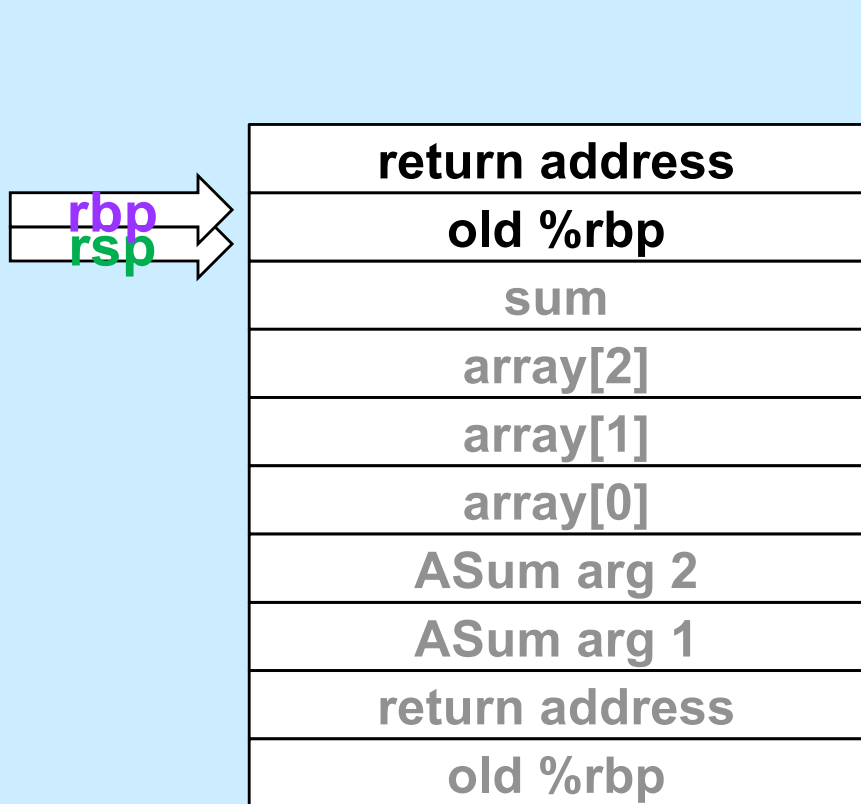 return address
rbp
old %rbp
rsp
sum
array[2]
array[1]
array[0]
ASum arg 2
ASum arg 1
return address
old %rbp